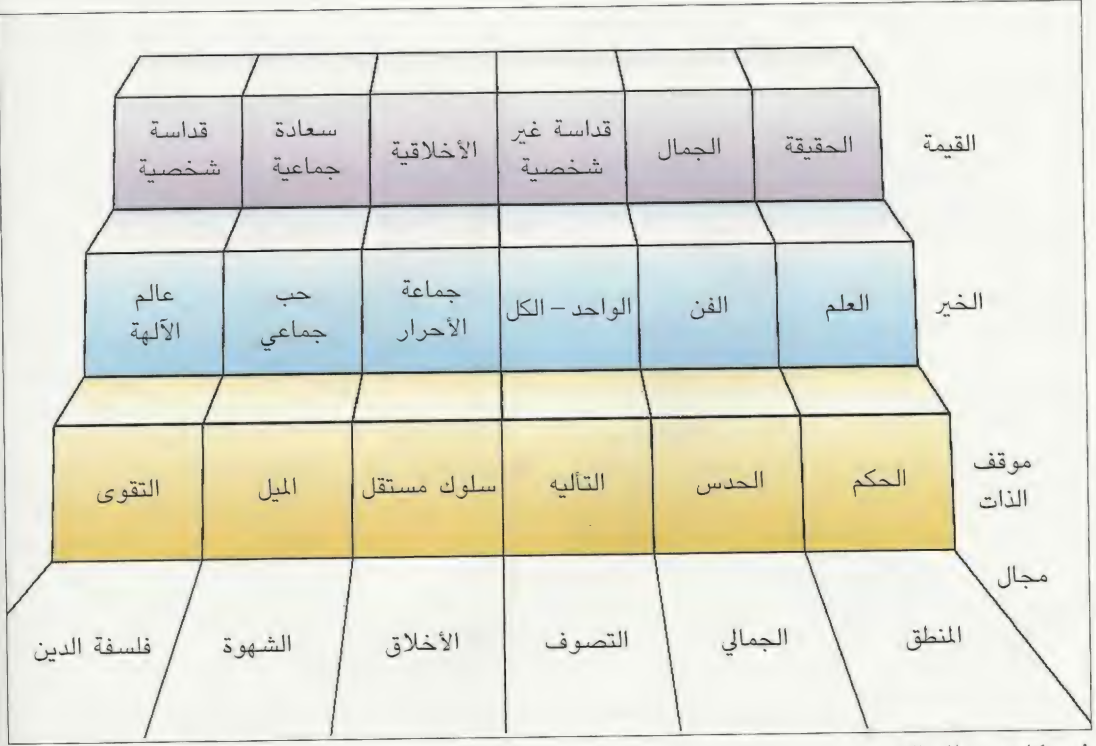 القيمة
الحقيقة
الجمال
قداسة غير
شخصية
الأخلاقية
سعادة
جماعية
قداسة
شخصية
الخير
العلم
الفن
الواحد – الكل
جماعة
الأحرار
حب
جماعي
عالم
الآلهة
موقف
الذات
الحكم
الحدس
التأليه
سلوك مستقل
الميل
التقوى
مجال
المنطق
الجمالي
التصوف
الأخلاق
الشهوة
فلسفة الدين